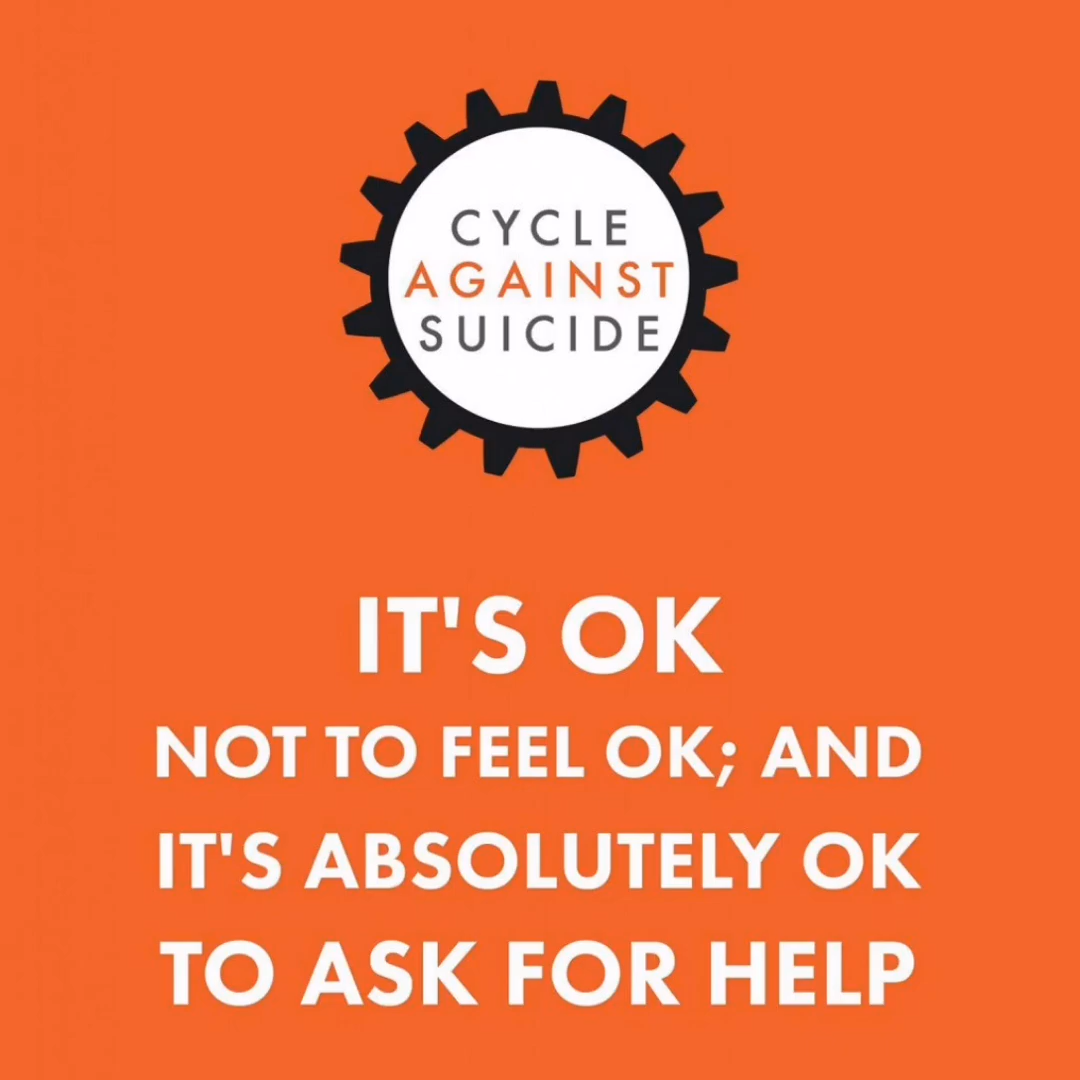 CYCLE
AGAINST
SUICIDE
IT'S OK
NOT TO FEEL OK; AND
IT'S ABSOLUTELY OK
TO ASK FOR HELP